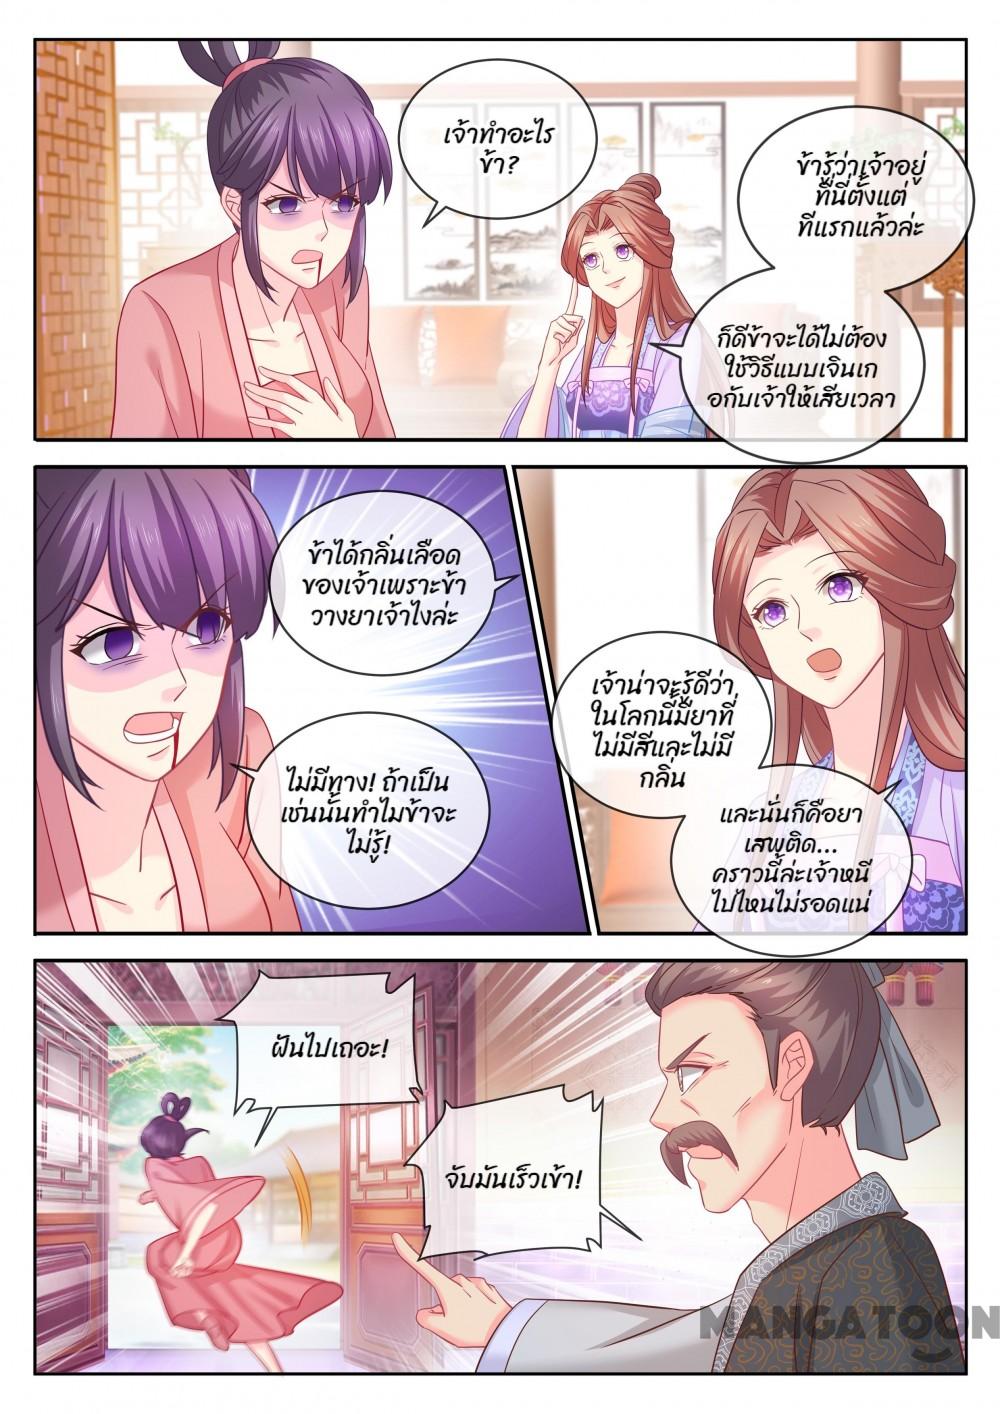 เจ้าทำอะไร
ข้า?
ข้ารู้ว่าเจ้าอยู่
ที่นี่ตั้งแต่
ทีแรกแล้วล่ะ
ก็ดีข้าจะได้ไม่ต้อง
ใช้วิธีแบบเจินเก
อกับเจ้าให้เสียเวลา
ข้าได้กลิ่นเลือด
ของเจ้าเพราะข้า
วางยาเจ้าไงล่ะ
ไม่มีทาง! ถ้าเป็น
เช่นนั้นทำไมข้าจะ
ไม่รู้!
เจ้าน่าจะรู้ดีว่า
ในโลกนี้มียาที่
ไม่มีสีและไม่มี
กลิ่น
และนั่นก็คือยา
เสพติด...
คราวนี้ล่ะเจ้าหนี
ไปไหนไม่รอดแน่
ฝันไปเถอะ!
จับมันเร็วเข้า!
MANGATOON